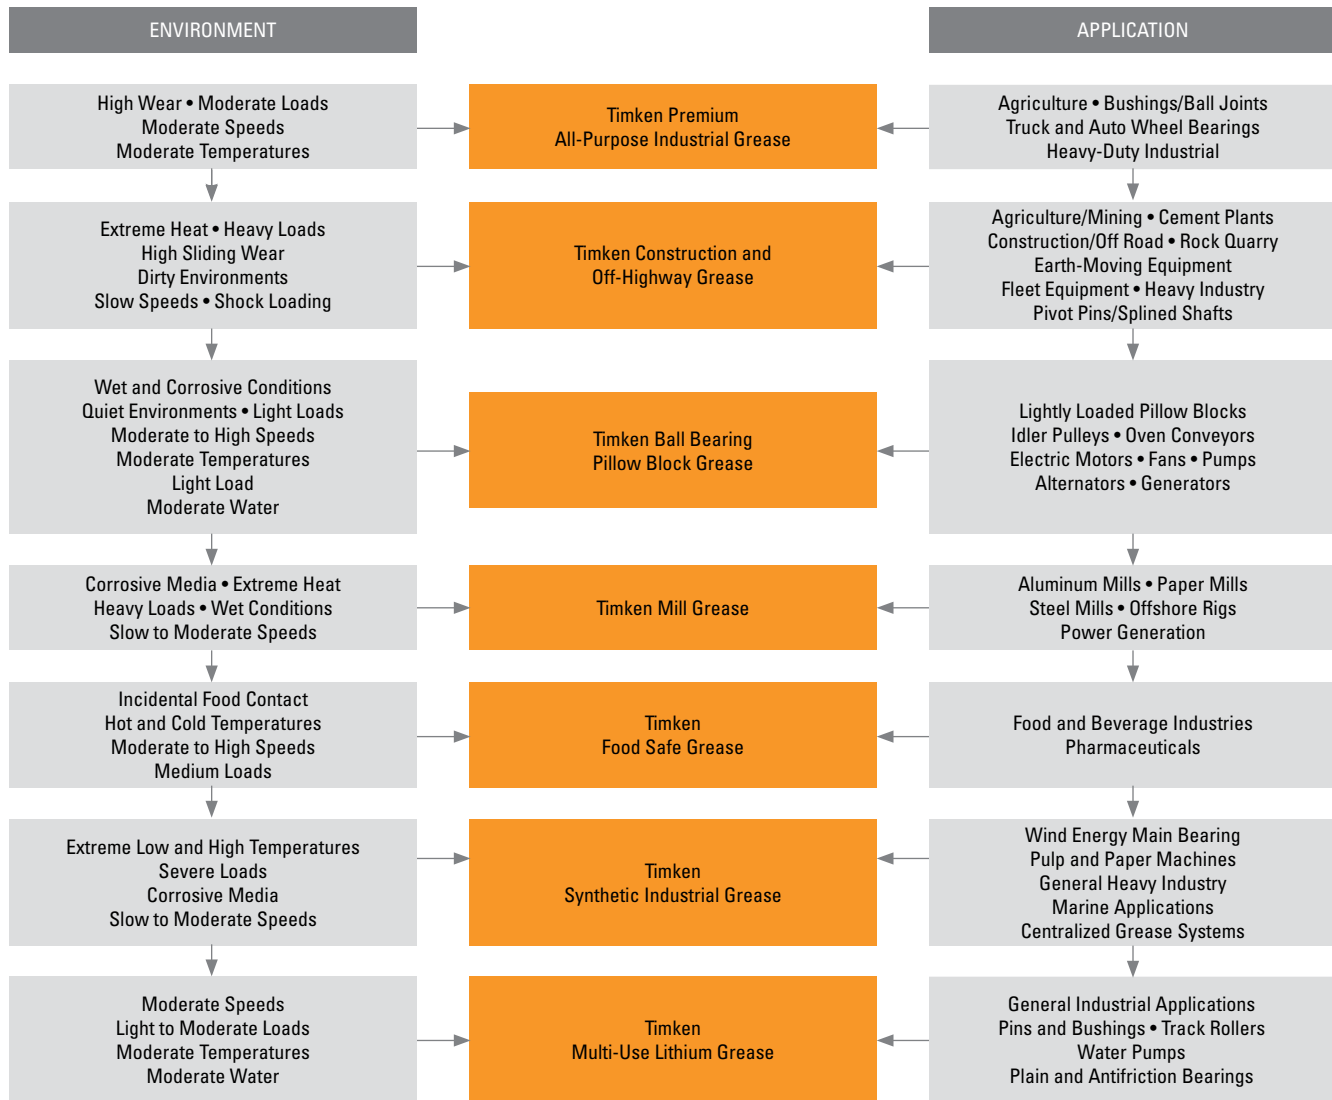 ENVIRONMENT
APPLICATION
High Wear • Moderate Loads
Moderate Speeds
Moderate Temperatures
Timken Premium
All-Purpose Industrial Grease
Agriculture • Bushings/Ball Joints
Truck and Auto Wheel Bearings
Heavy-Duty Industrial
Extreme Heat • Heavy Loads
High Sliding Wear
Dirty Environments
Slow Speeds • Shock Loading
Timken Construction and
Off-Highway Grease
Agriculture/Mining • Cement Plants
Construction/Off Road • Rock Quarry
Earth-Moving Equipment
Fleet Equipment • Heavy Industry
Pivot Pins/Splined Shafts
Wet and Corrosive Conditions
Quiet Environments • Light Loads
Moderate to High Speeds
Moderate Temperatures
Light Load
Moderate Water
Timken Ball Bearing
Pillow Block Grease
Lightly Loaded Pillow Blocks
Idler Pulleys • Oven Conveyors
Electric Motors • Fans • Pumps
Alternators • Generators
Corrosive Media • Extreme Heat
Heavy Loads • Wet Conditions
Slow to Moderate Speeds
Timken Mill Grease
Aluminum Mills • Paper Mills
Steel Mills • Offshore Rigs
Power Generation
Incidental Food Contact
Hot and Cold Temperatures
Moderate to High Speeds
Medium Loads
Timken
Food Safe Grease
Food and Beverage Industries
Pharmaceuticals
Extreme Low and High Temperatures
Severe Loads
Corrosive Media
Slow to Moderate Speeds
Timken
Synthetic Industrial Grease
Wind Energy Main Bearing
Pulp and Paper Machines
General Heavy Industry
Marine Applications
Centralized Grease Systems
Moderate Speeds
Light to Moderate Loads
Moderate Temperatures
Moderate Water
Timken
Multi-Use Lithium Grease
General Industrial Applications
Pins and Bushings • Track Rollers
Water Pumps
Plain and Antifriction Bearings